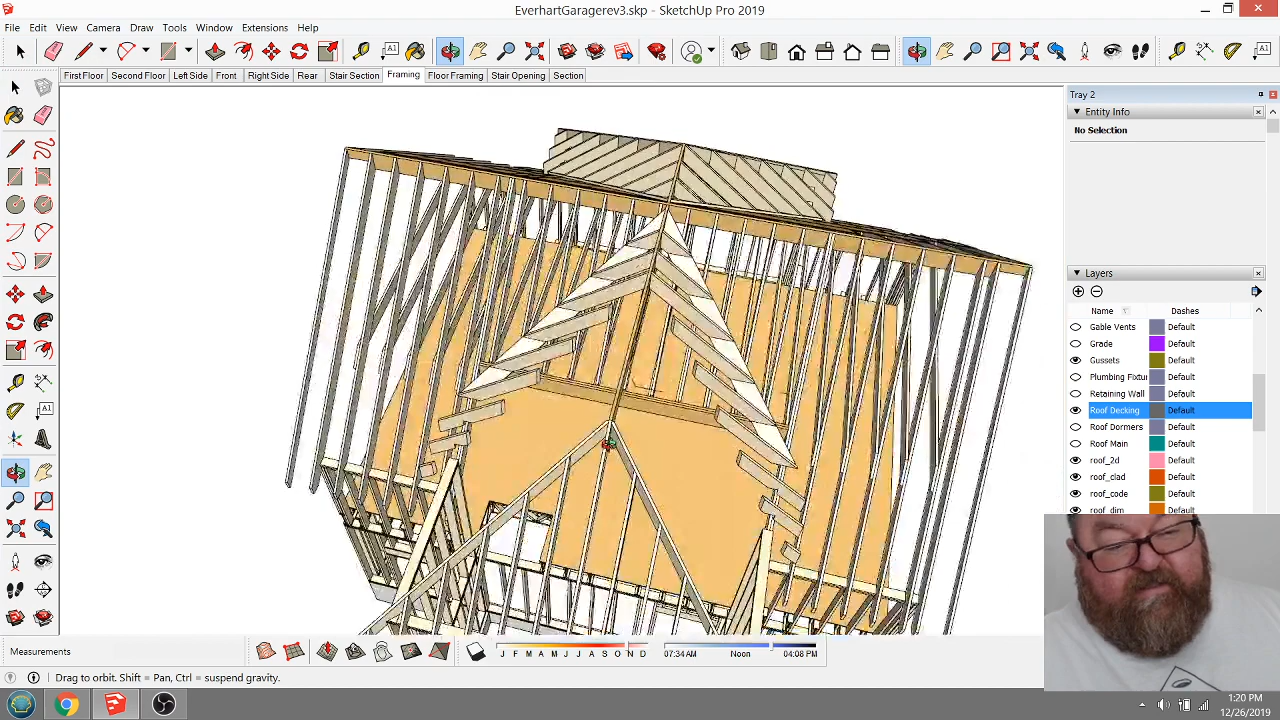 EverhartGaragerev3.skp - SketchUp Pro 2019
File Edit View Camera Draw Tools Window Extensions Help
A1
A1
First Floor Second Floor Left Side Front Right Side Rear Stair Section Framing Floor Framing Stair Opening Section
A1
Tray 2
Entity Info
No Selection
Layers
Name Dashes
Gable Vents Default
Grade Default
Gussets Default
Plumbing Fixtu Default
Retaining Wall Default
Roof Decking Default
Roof Dormers Default
Roof Main Default
roof_2d Default
roof_clad Default
roof_code Default
roof_dim Default
Measurements
J F M A M J J A S O N D
07:34 AM Noon 04:08 PM
Drag to orbit. Shift = Pan, Ctrl = suspend gravity.
1:20 PM
12/26/2019